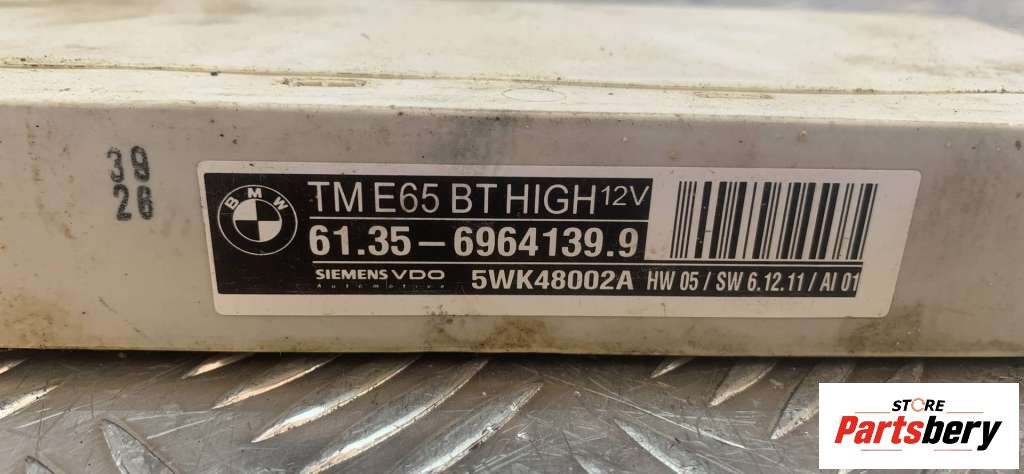 39
26
BMW
TM E65 BT HIGH 12V
61.35-6964139.9
SIEMENS VDO 5WK48002A HW 05 / SW 6.12.11 / AI 01
Automotive
STORE
Partsbery